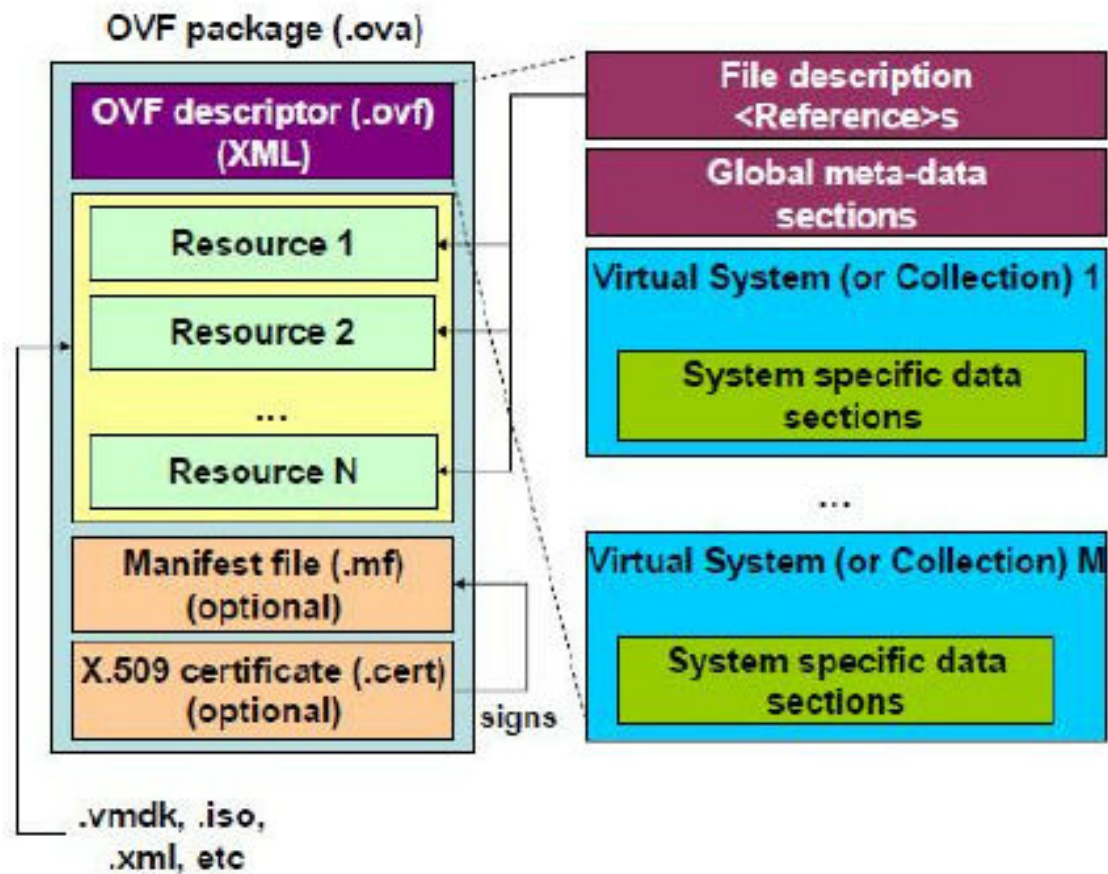 OVF package (.ova)
OVF descriptor (.ovf)
(XML)
Resource 1
Resource 2
...
Resource N
Manifest file (.mf)
(optional)
X.509 certificate (.cert)
(optional)
signs
.vmdk, .iso,
.xml, etc
File description
<Reference>s
Global meta-data
sections
Virtual System (or Collection) 1
System specific data
sections
...
Virtual System (or Collection) M
System specific data
sections